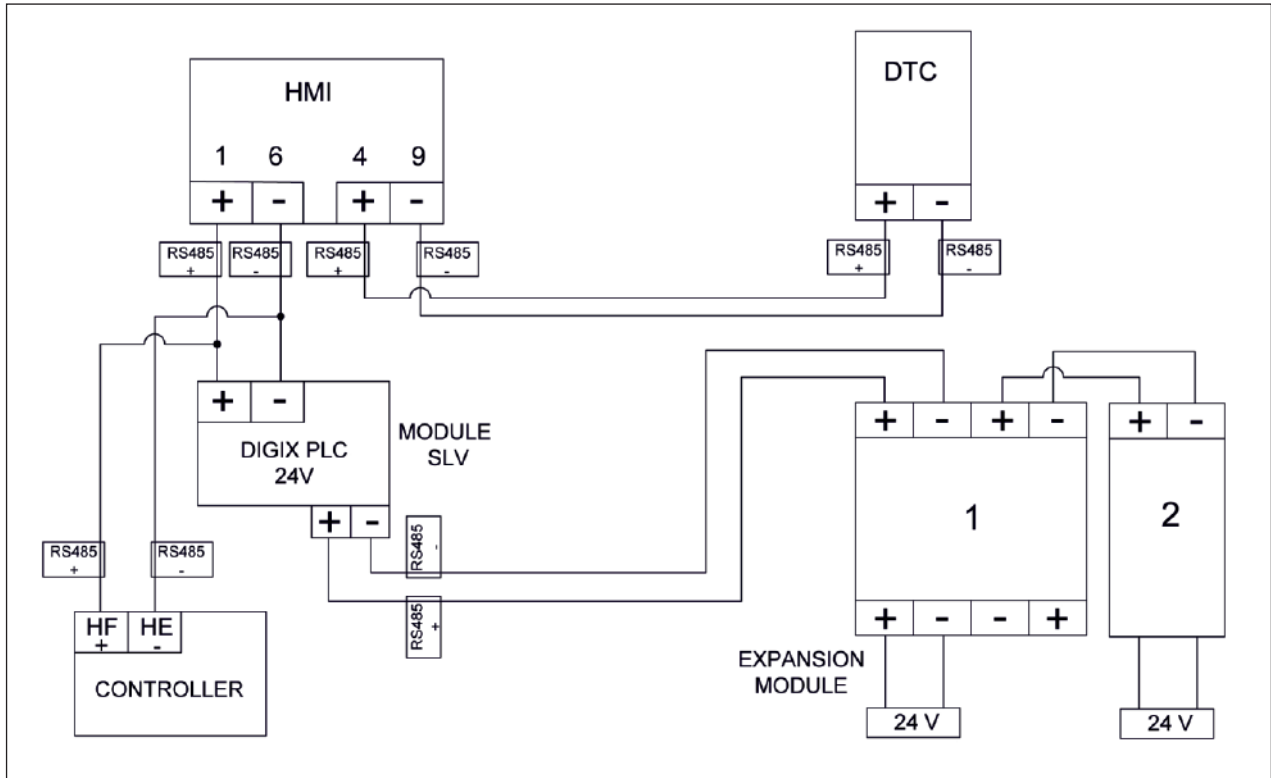 HMI
1 6 4 9
+ - + -
RS485
+
RS485
-
RS485
+
RS485
-
DTC
+ -
RS485
+
RS485
-
+ -
DIGIX PLC
24V
MODULE
SLV
+ -
RS485
-
RS485
+
RS485
+
RS485
-
HF
+
HE
-
CONTROLLER
+ - + -
1
+ - - +
EXPANSION
MODULE
24 V
+ -
2
24 V